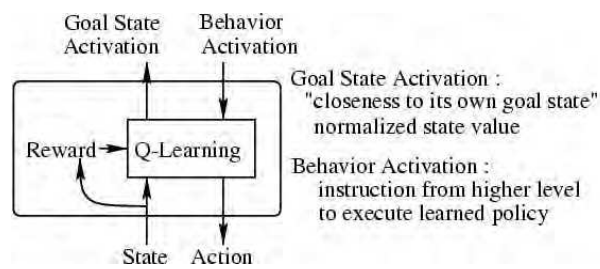 Goal State
Activation
Behavior
Activation
Reward
Q-Learning
State
Action
Goal State Activation :
"closeness to its own goal state"
normalized state value
Behavior Activation :
instruction from higher level
to execute learned policy